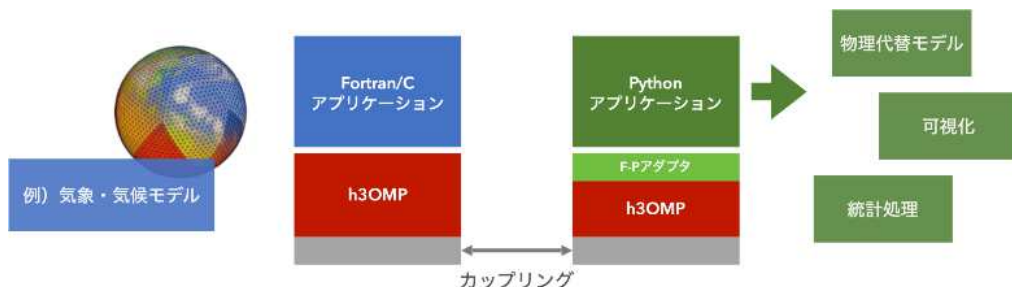 例）気象・気候モデル
Fortran/C
アプリケーション
h3OMP
Python
アプリケーション
F-Pアダプタ
h3OMP
カップリング
物理代替モデル
可視化
統計処理